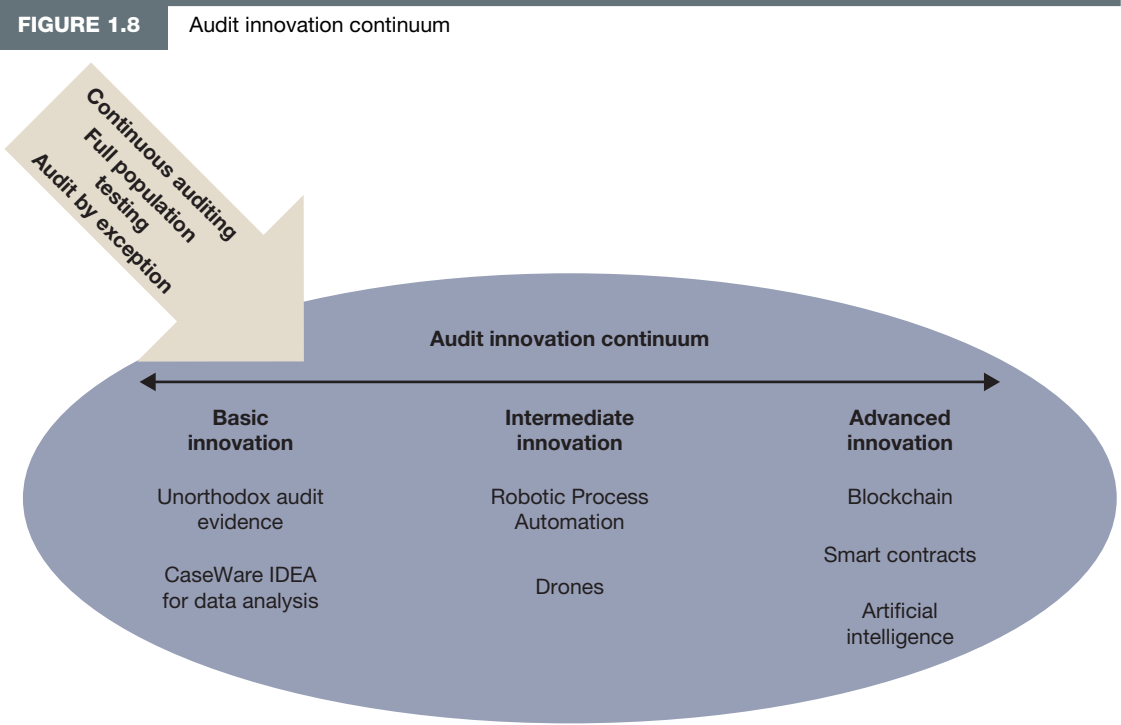 FIGURE 1.8 Audit innovation continuum
Continuous auditing
Full population
testing
Audit by exception
Audit innovation continuum
Basic
innovation
Unorthodox audit
evidence
CaseWare IDEA
for data analysis
Intermediate
innovation
Robotic Process
Automation
Drones
Advanced
innovation
Blockchain
Smart contracts
Artificial
intelligence